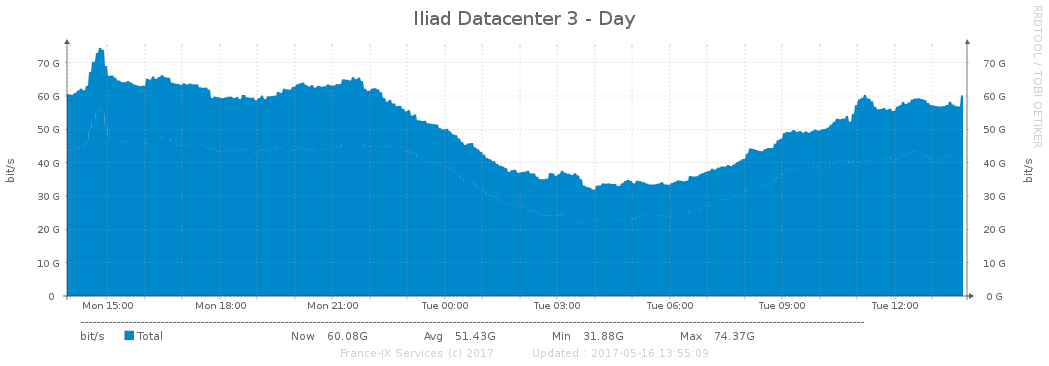 Iliad Datacenter 3 - Day
RRDTOOL / TOBI OETIKER
bit/s
bit/s
70 G 70 G
60 G 60 G
50 G 50 G
40 G 40 G
30 G 30 G
20 G 20 G
10 G 10 G
0 0 G
Mon 15:00 Mon 18:00 Mon 21:00 Tue 00:00 Tue 03:00 Tue 06:00 Tue 09:00 Tue 12:00
bit/s Total Now 60.08G Avg 51.43G Min 31.88G Max 74.37G
France-IX Services (c) 2017 Updated : 2017-05-16 13:55:09